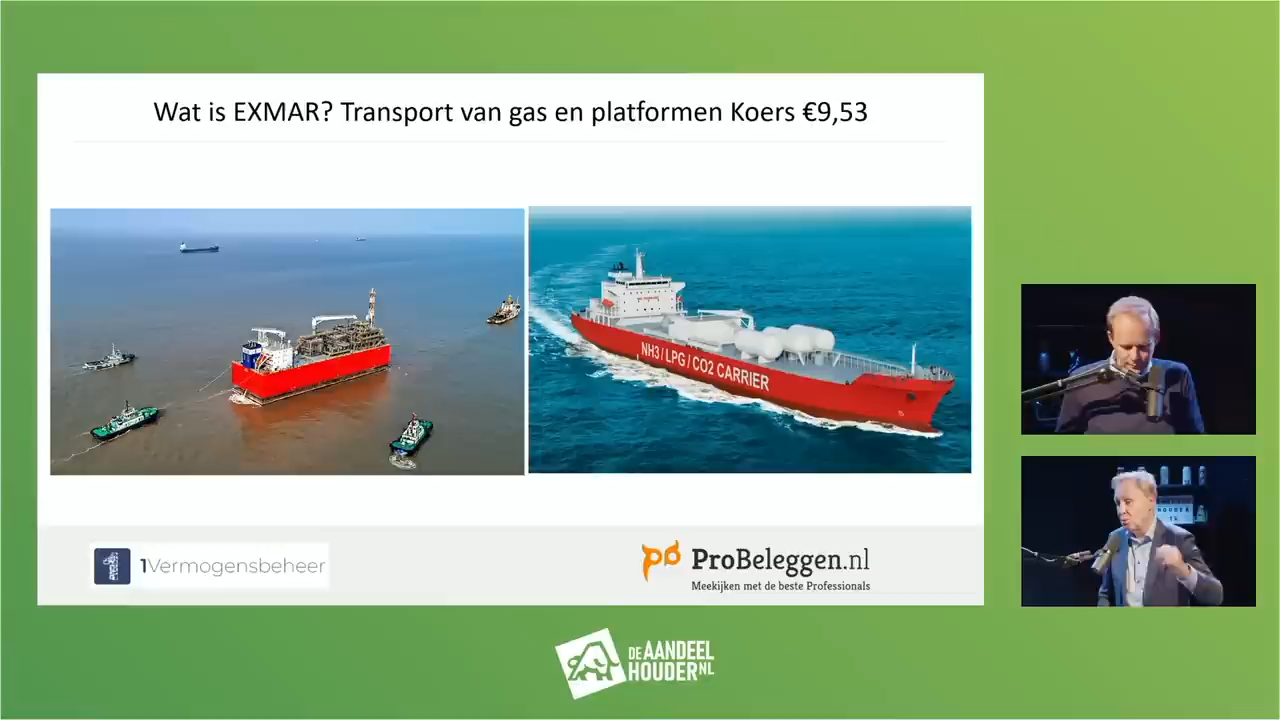 Wat is EXMAR? Transport van gas en platformen Koers €9,53
NH3 / LPG / CO2 CARRIER
HOUDER
1Vermogensbeheer
ProBeleggen.nl
Meekijken met de beste Professionals
DE AANDEEL
HOUDER NL